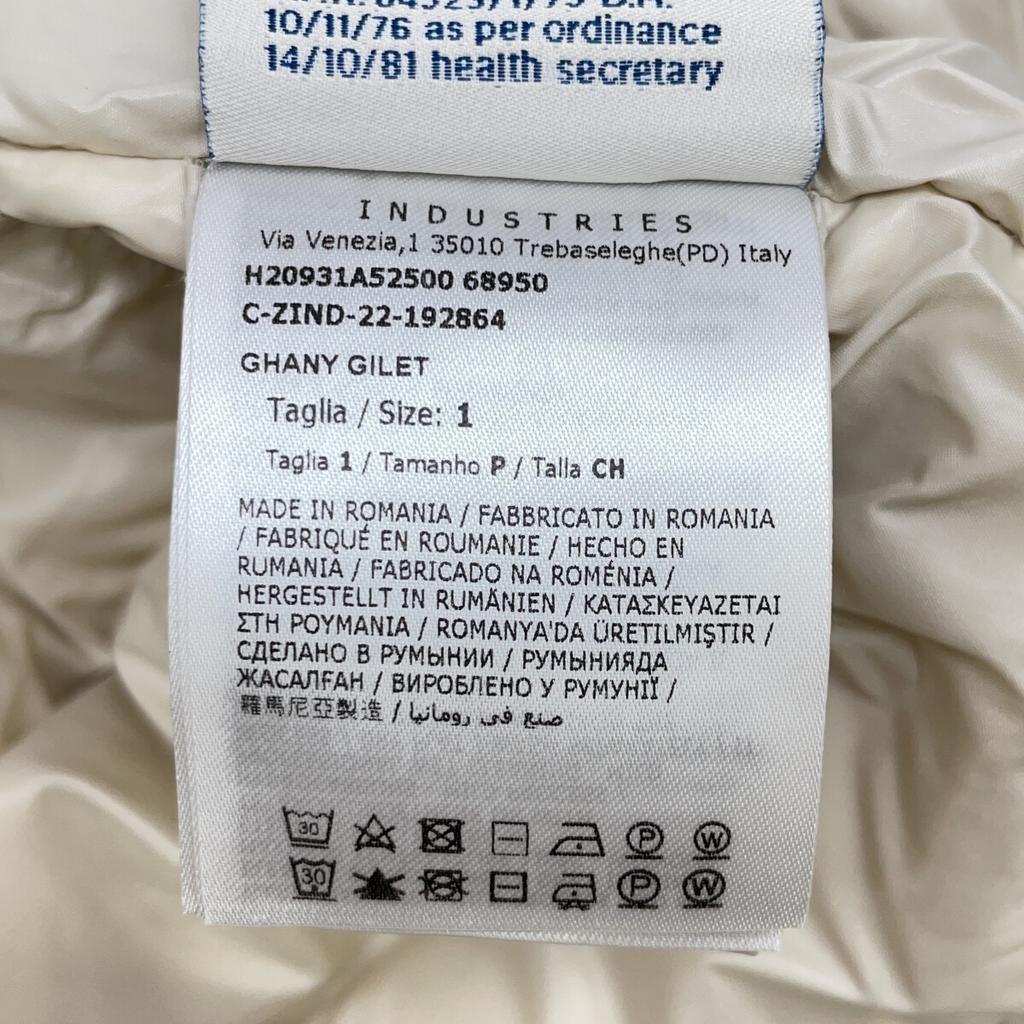 10/11/76 as per ordinance
14/10/81 health secretary
INDUSTRIES
Via Venezia,1 35010 Trebaseleghe(PD) Italy
H20931A52500 68950
C-ZIND-22-192864
GHANY GILET
Taglia / Size: 1
Taglia 1 / Tamanho P / Talla CH
MADE IN ROMANIA / FABBRICATO IN ROMANIA
/ FABRIQUÉ EN ROUMANIE / HECHO EN
RUMANIA / FABRICADO NA ROMÉNIA /
HERGESTELLT IN RUMÄNIEN / ΚΑΤΑΣΚΕΥΑΖΕΤΑΙ
ΣΤΗ ΡΟΥΜΑΝΙΑ / ROMANYA'DA ÜRETILMIŞTIR /
СДЕЛАНО В РУМЫНИИ / РУМЫНИЯДА
ЖАСАЛҒАН / ВИРОБЛЕНО У РУМУНІЇ /
羅馬尼亞製造 / صنع في رومانيا
30 P W
30 P W